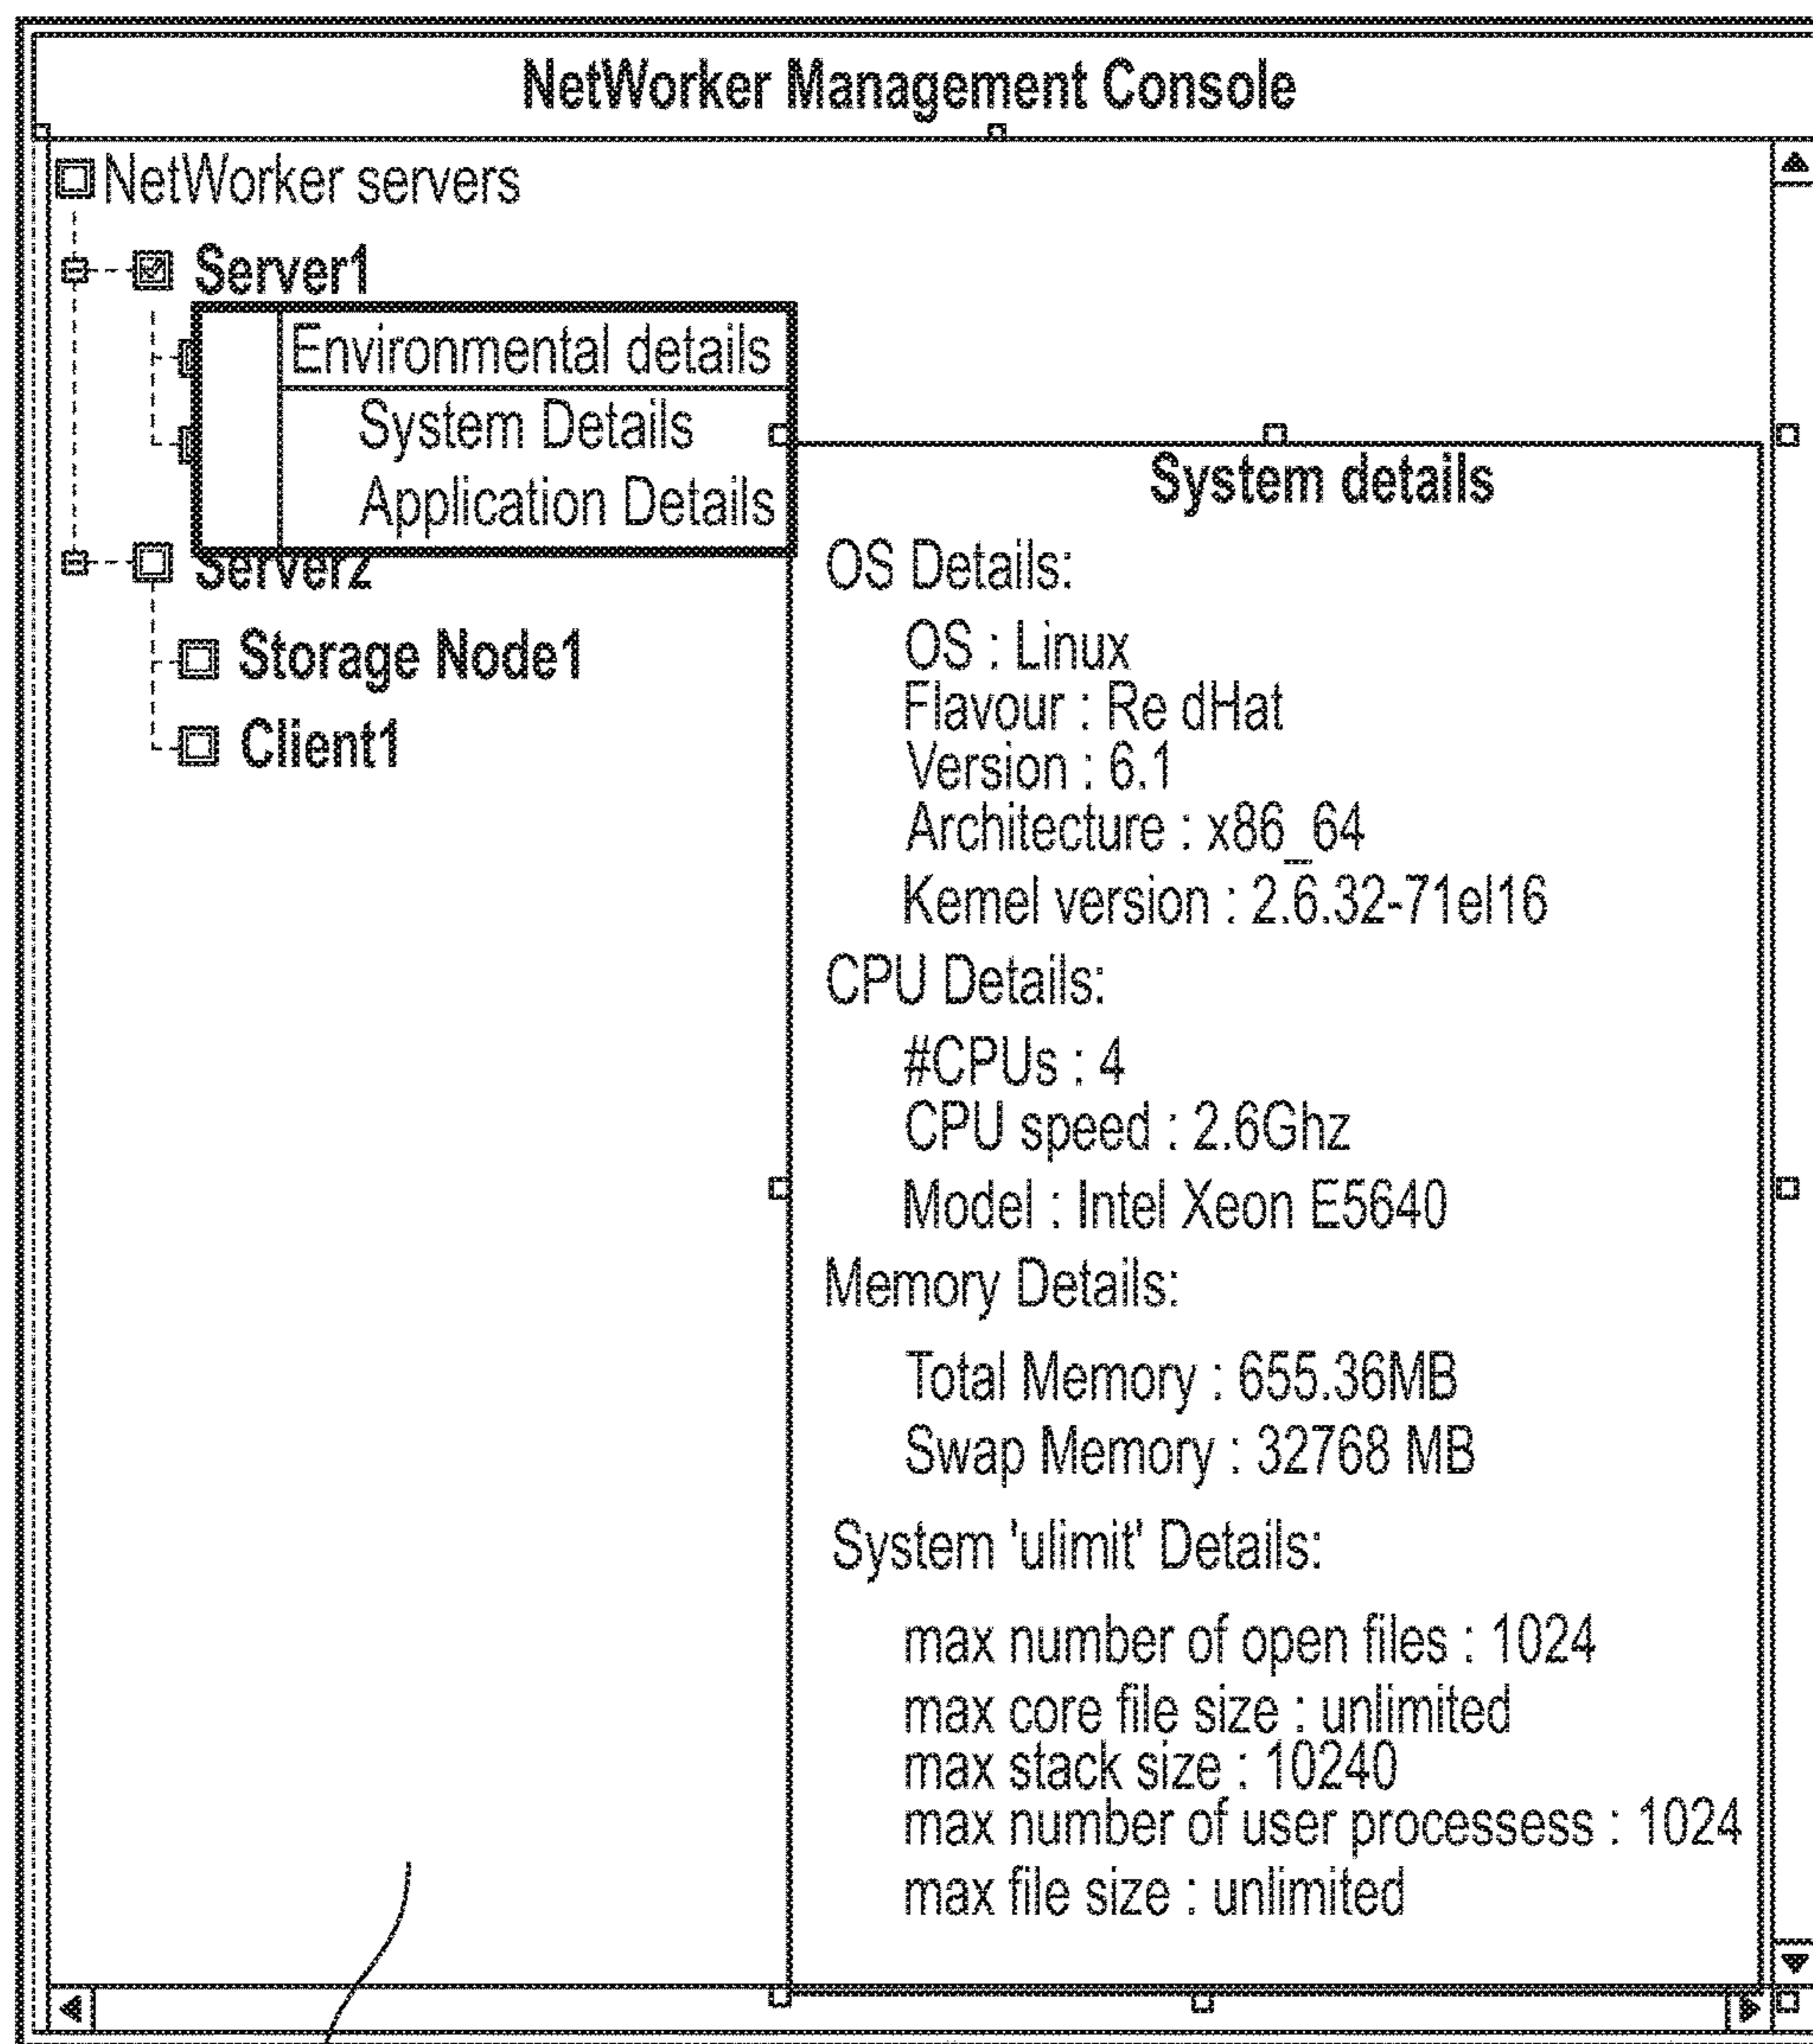 NetWorker Management Console
NetWorker servers
Server1
Environmental details
System Details
Application Details
Server2
Storage Node1
Client1
System details
OS Details:
OS : Linux
Flavour : Re dHat
Version : 6.1
Architecture : x86_64
Kernel version : 2.6.32-71el16
CPU Details:
#CPUs : 4
CPU speed : 2.6Ghz
Model : Intel Xeon E5640
Memory Details:
Total Memory : 655.36MB
Swap Memory : 32768 MB
System 'ulimit' Details:
max number of open files : 1024
max core file size : unlimited
max stack size : 10240
max number of user processess : 1024
max file size : unlimited